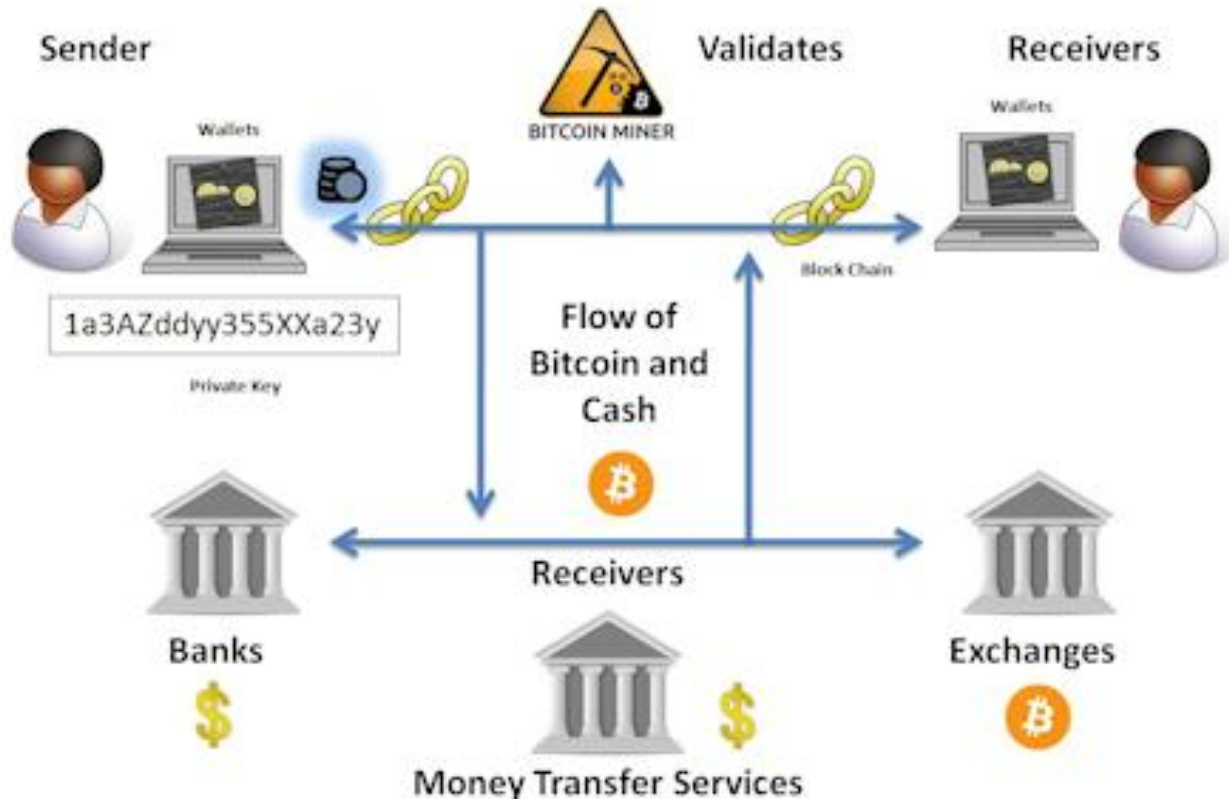 Sender
Validates
Receivers
Wallets
BITCOIN MINER
Wallets
Block Chain
1a3AZddyy355XXa23y
Private Key
Flow of
Bitcoin and
Cash
Receivers
Banks
Exchanges
$
$
Money Transfer Services